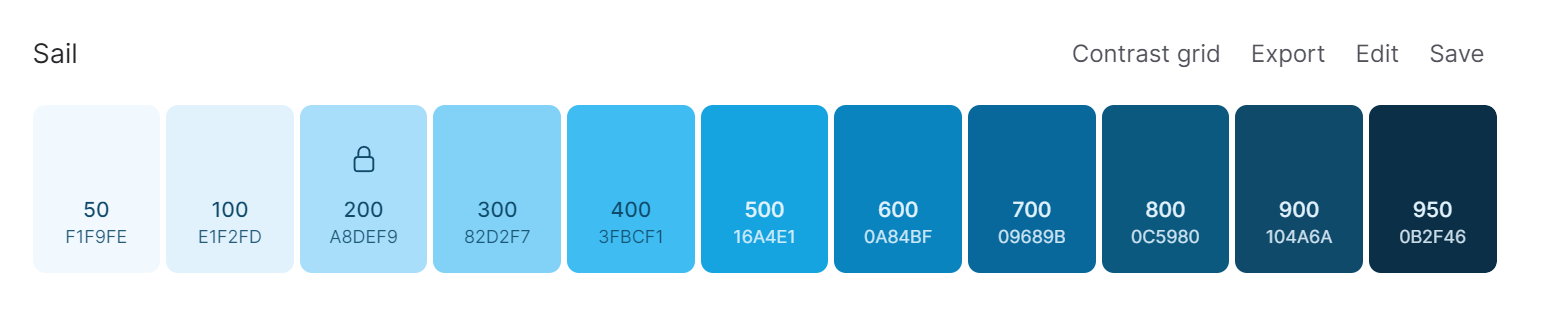 Sail
Contrast grid Export Edit Save
50 100 200 300 400 500 600 700 800 900 950
F1F9FE E1F2FD A8DEF9 82D2F7 3FBCF1 16A4E1 0A84BF 09689B 0C5980 104A6A 0B2F46